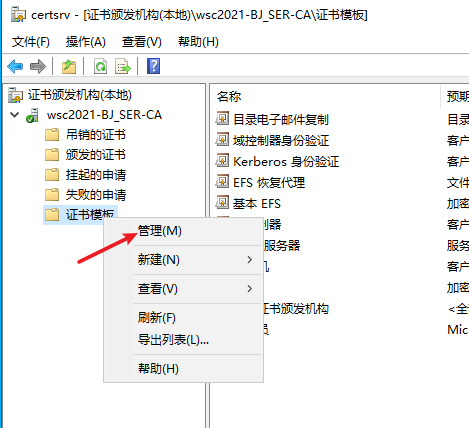 certsrv - [证书颁发机构(本地)\wsc2021-BJ_SER-CA\证书模板]
文件(F) 操作(A) 查看(V) 帮助(H)
证书颁发机构(本地)
wsc2021-BJ_SER-CA
吊销的证书
颁发的证书
挂起的申请
失败的申请
证书模板
名称 预期
目录电子邮件复制 目录
域控制器身份验证 客户
Kerberos 身份验证 客户
EFS 恢复代理 文件
基本 EFS 加密
制器 客户
服务器 服务
机 客户
加密
证书颁发机构 <全
员 Mic
管理(M)
新建(N)
查看(V)
刷新(F)
导出列表(L)...
帮助(H)